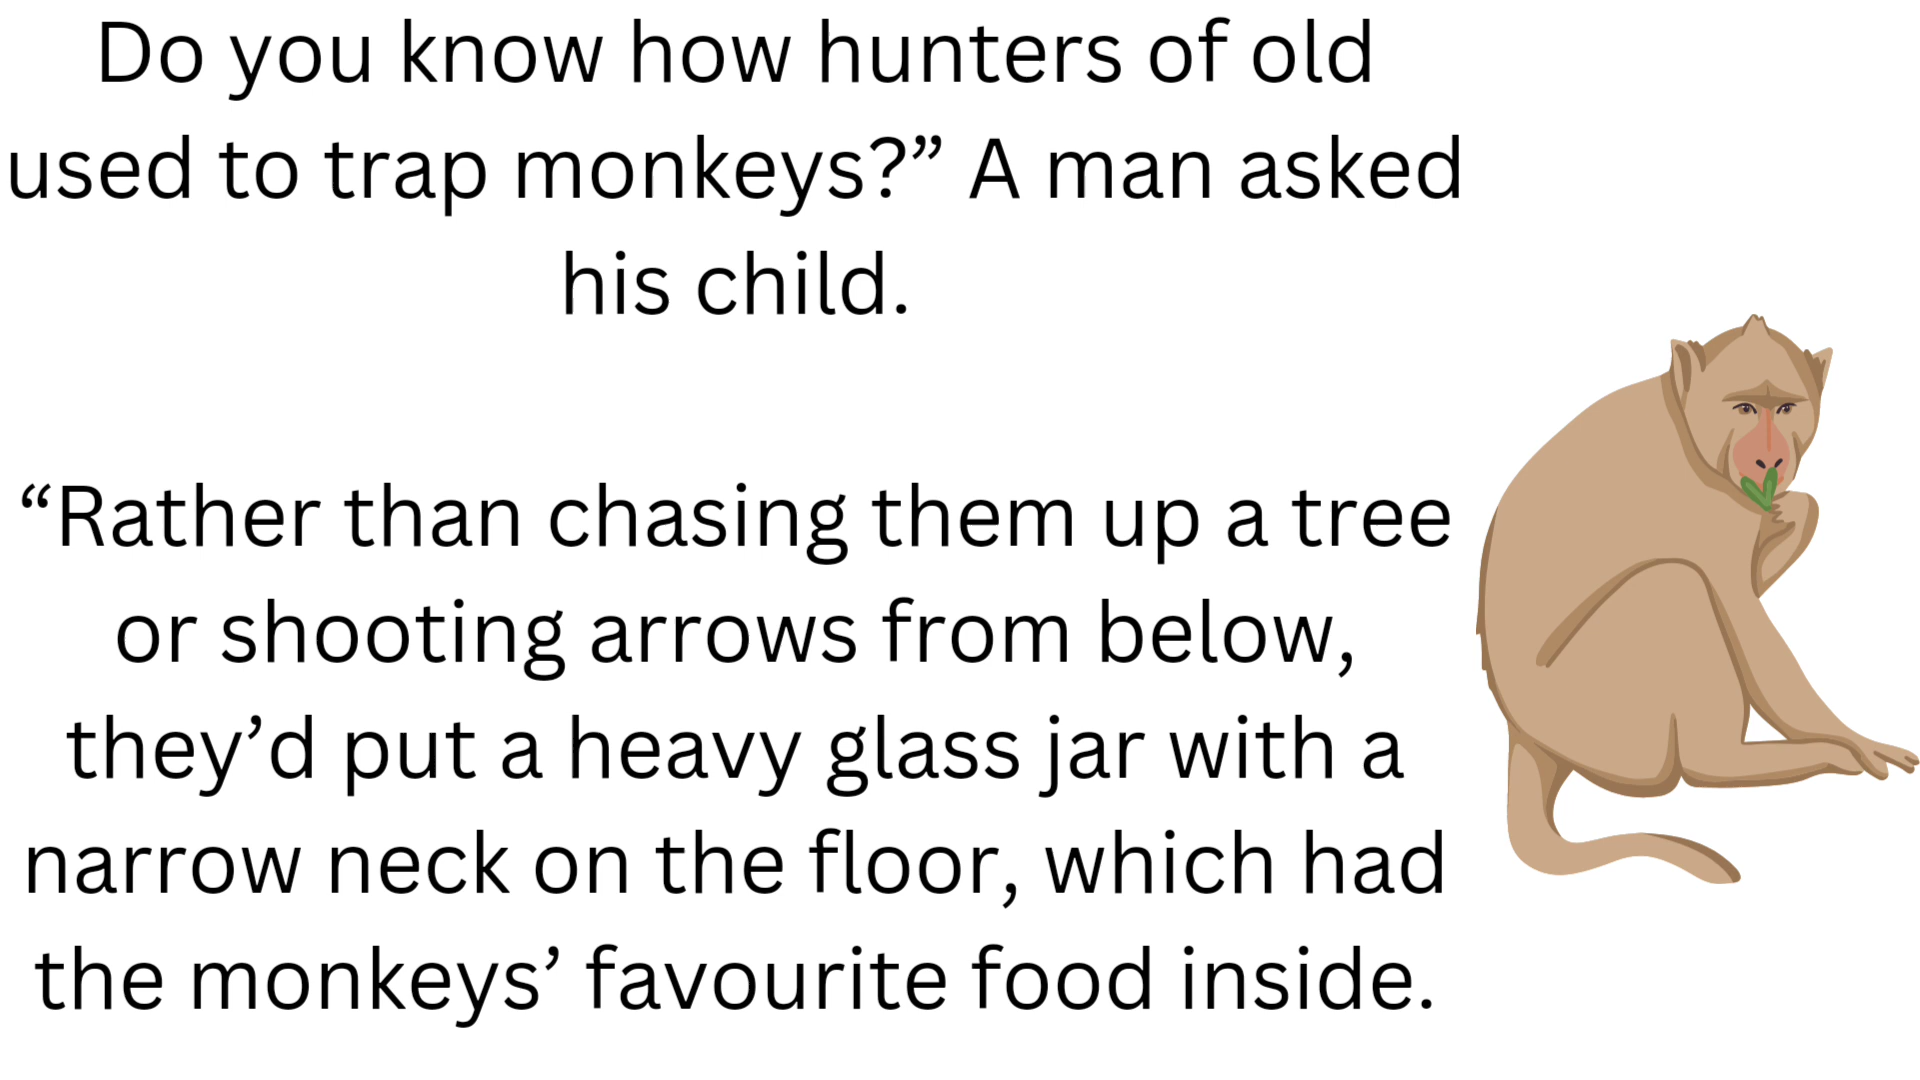 Do you know how hunters of old
used to trap monkeys?” A man asked
his child.
“Rather than chasing them up a tree
or shooting arrows from below,
they’d put a heavy glass jar with a
narrow neck on the floor, which had
the monkeys’ favourite food inside.